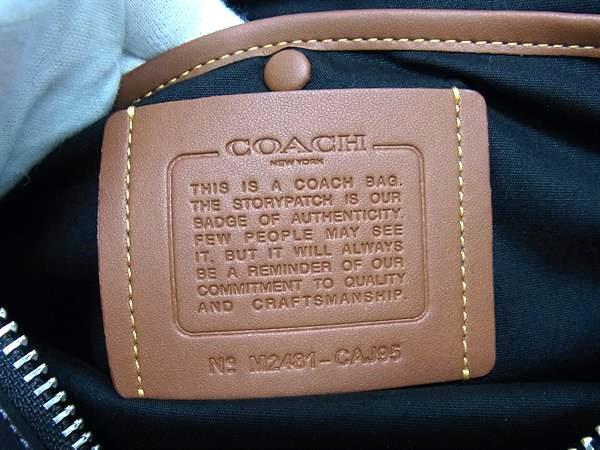 COACH
NEW YORK
THIS IS A COACH BAG.
THE STORYPATCH IS OUR
BADGE OF AUTHENTICITY.
FEW PEOPLE MAY SEE
IT, BUT IT WILL ALWAYS
BE A REMINDER OF OUR
COMMITMENT TO QUALITY
AND CRAFTSMANSHIP.
Nº M2481-CAJ95